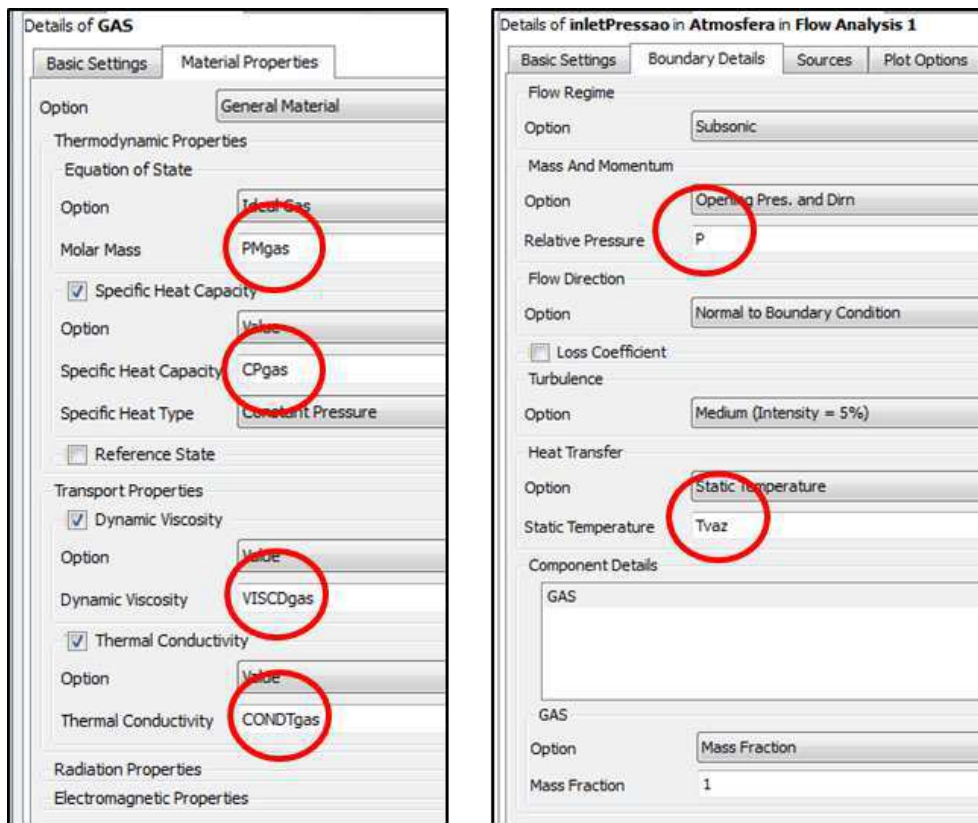 Details of GAS
Basic Settings Material Properties
Option General Material
Thermodynamic Properties
Equation of State
Option Ideal Gas
Molar Mass PMgas
Specific Heat Capacity
Option Value
Specific Heat Capacity CPgas
Specific Heat Type Constant Pressure
Reference State
Transport Properties
Dynamic Viscosity
Option Value
Dynamic Viscosity VISCDgas
Thermal Conductivity
Option Value
Thermal Conductivity CONDTgas
Radiation Properties
Electromagnetic Properties
Details of inletPressao in Atmosfera in Flow Analysis 1
Basic Settings Boundary Details Sources Plot Options
Flow Regime
Option Subsonic
Mass And Momentum
Option Opening Pres. and Dirn
Relative Pressure P
Flow Direction
Option Normal to Boundary Condition
Loss Coefficient
Turbulence
Option Medium (Intensity = 5%)
Heat Transfer
Option Static Temperature
Static Temperature Tvaz
Component Details
GAS
GAS
Option Mass Fraction
Mass Fraction 1